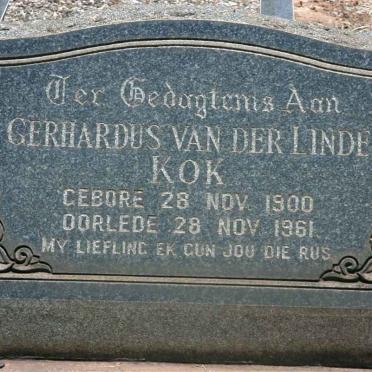 Ter Gedagtenis Aan
GERHARDUS VAN DER LINDE
KOK
GEBORE 28 NOV. 1900
OORLEDE 28 NOV. 1961.
MY LIEFLING EK GUN JOU DIE RUS